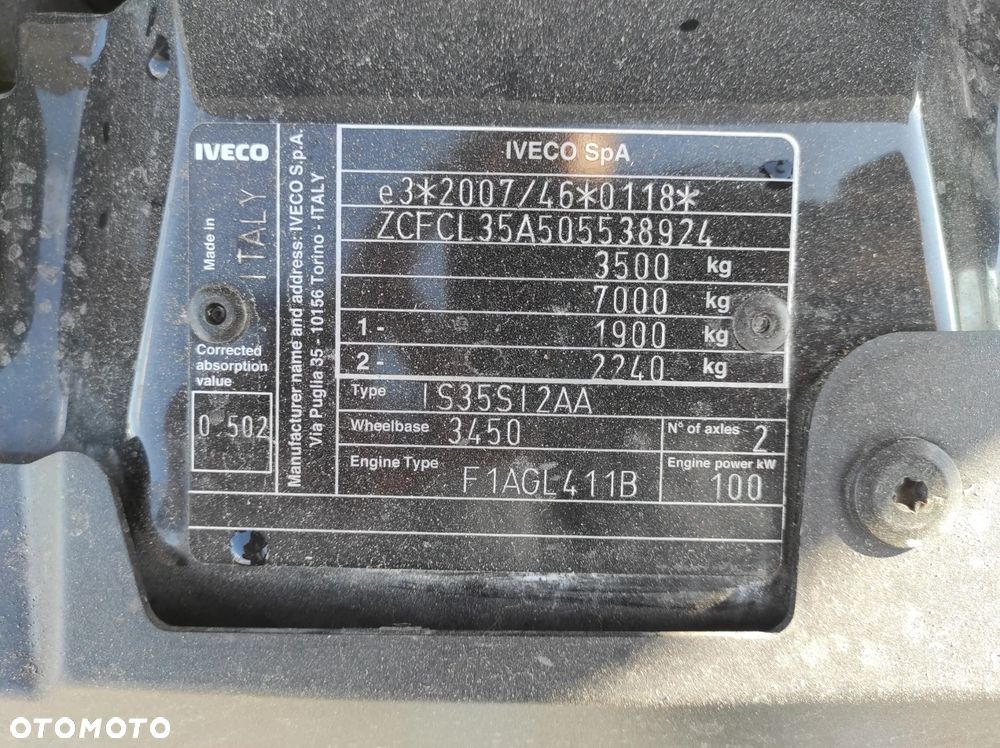 IVECO
Made in
ITALY
Corrected
absorption
value
0.502
Manufacturer name and address: IVECO S.p.A.
Via Puglia 35 - 10156 Torino - ITALY
IVECO SpA
e3*2007/46*0118*
ZCFCL35A505538924
3500 kg
7000 kg
1 - 1900 kg
2 - 2240 kg
Type IS35SI2AA
Wheelbase 3450
N° of axles 2
Engine Type F1AGL411B
Engine power kW 100
OTOMOTO